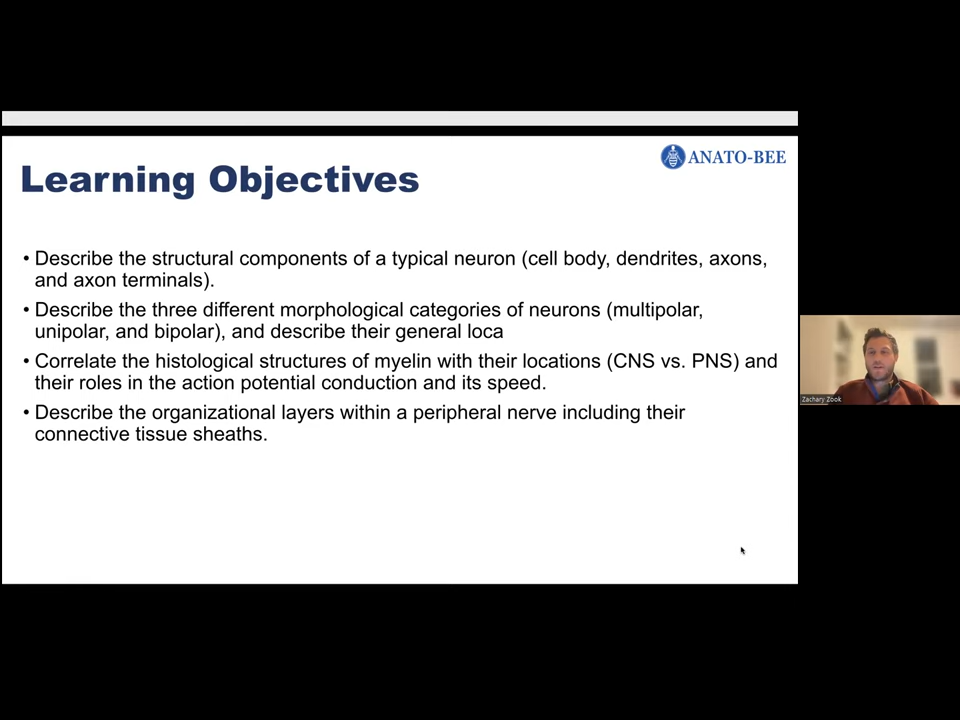 ANATO-BEE
Learning Objectives
• Describe the structural components of a typical neuron (cell body, dendrites, axons,
and axon terminals).
• Describe the three different morphological categories of neurons (multipolar,
unipolar, and bipolar), and describe their general loca
• Correlate the histological structures of myelin with their locations (CNS vs. PNS) and
their roles in the action potential conduction and its speed.
• Describe the organizational layers within a peripheral nerve including their
connective tissue sheaths.
Zachary Zook